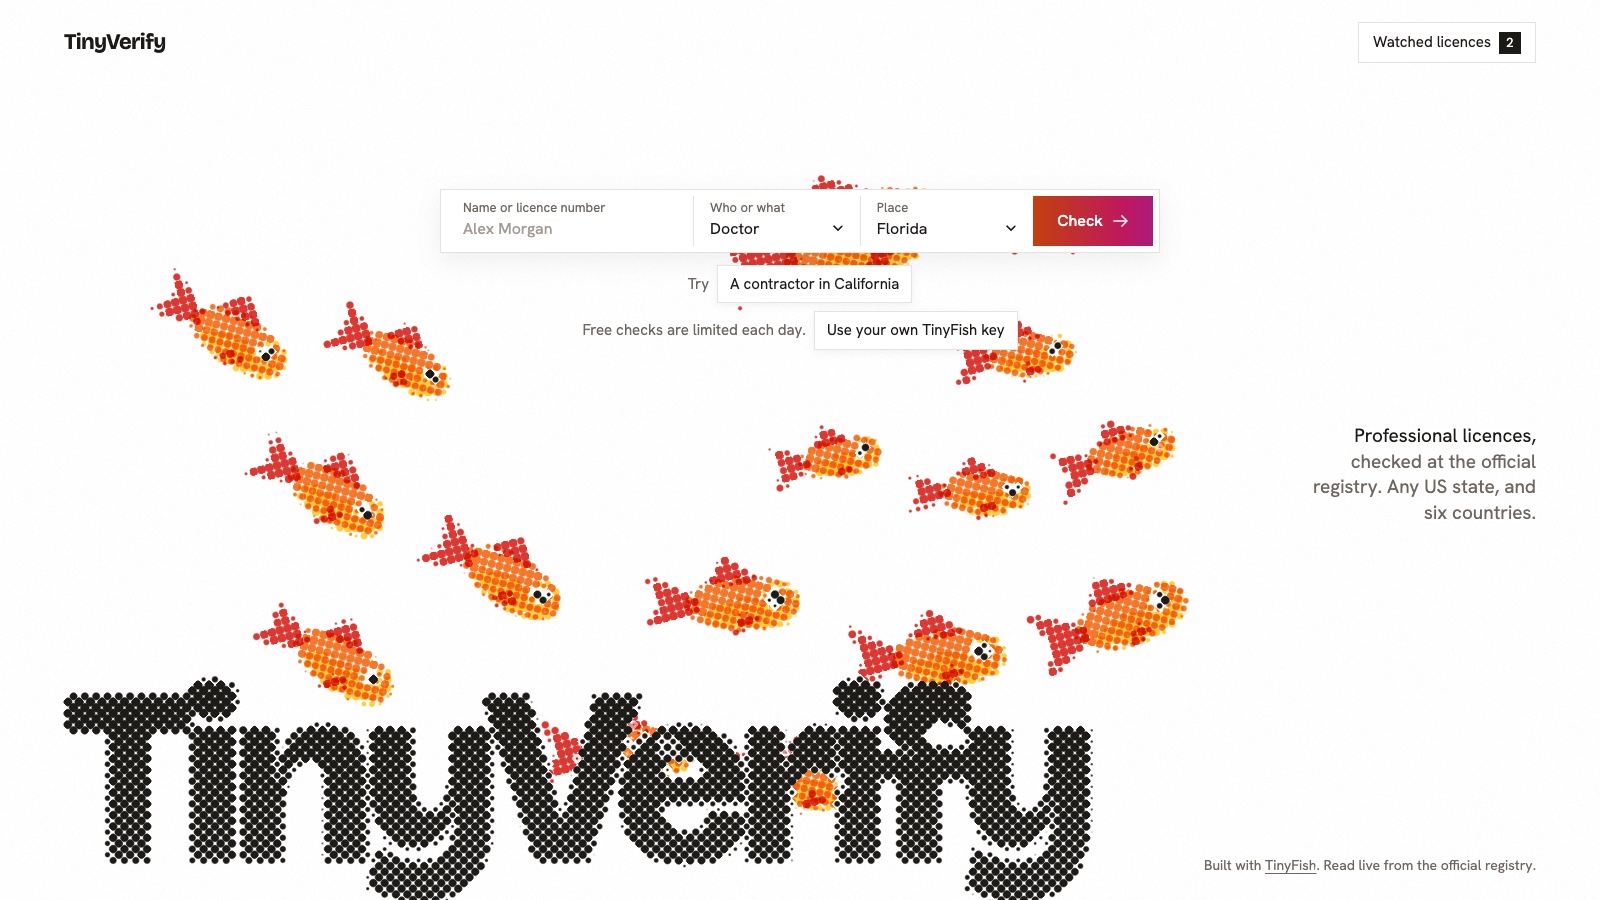 TinyVerify
Watched licences 2
Name or licence number
Alex Morgan
Who or what
Doctor
Place
Florida
Check
Try A contractor in California
Free checks are limited each day. Use your own TinyFish key
Professional licences,
checked at the official
registry. Any US state, and
six countries.
TinyVerify
Built with TinyFish. Read live from the official registry.